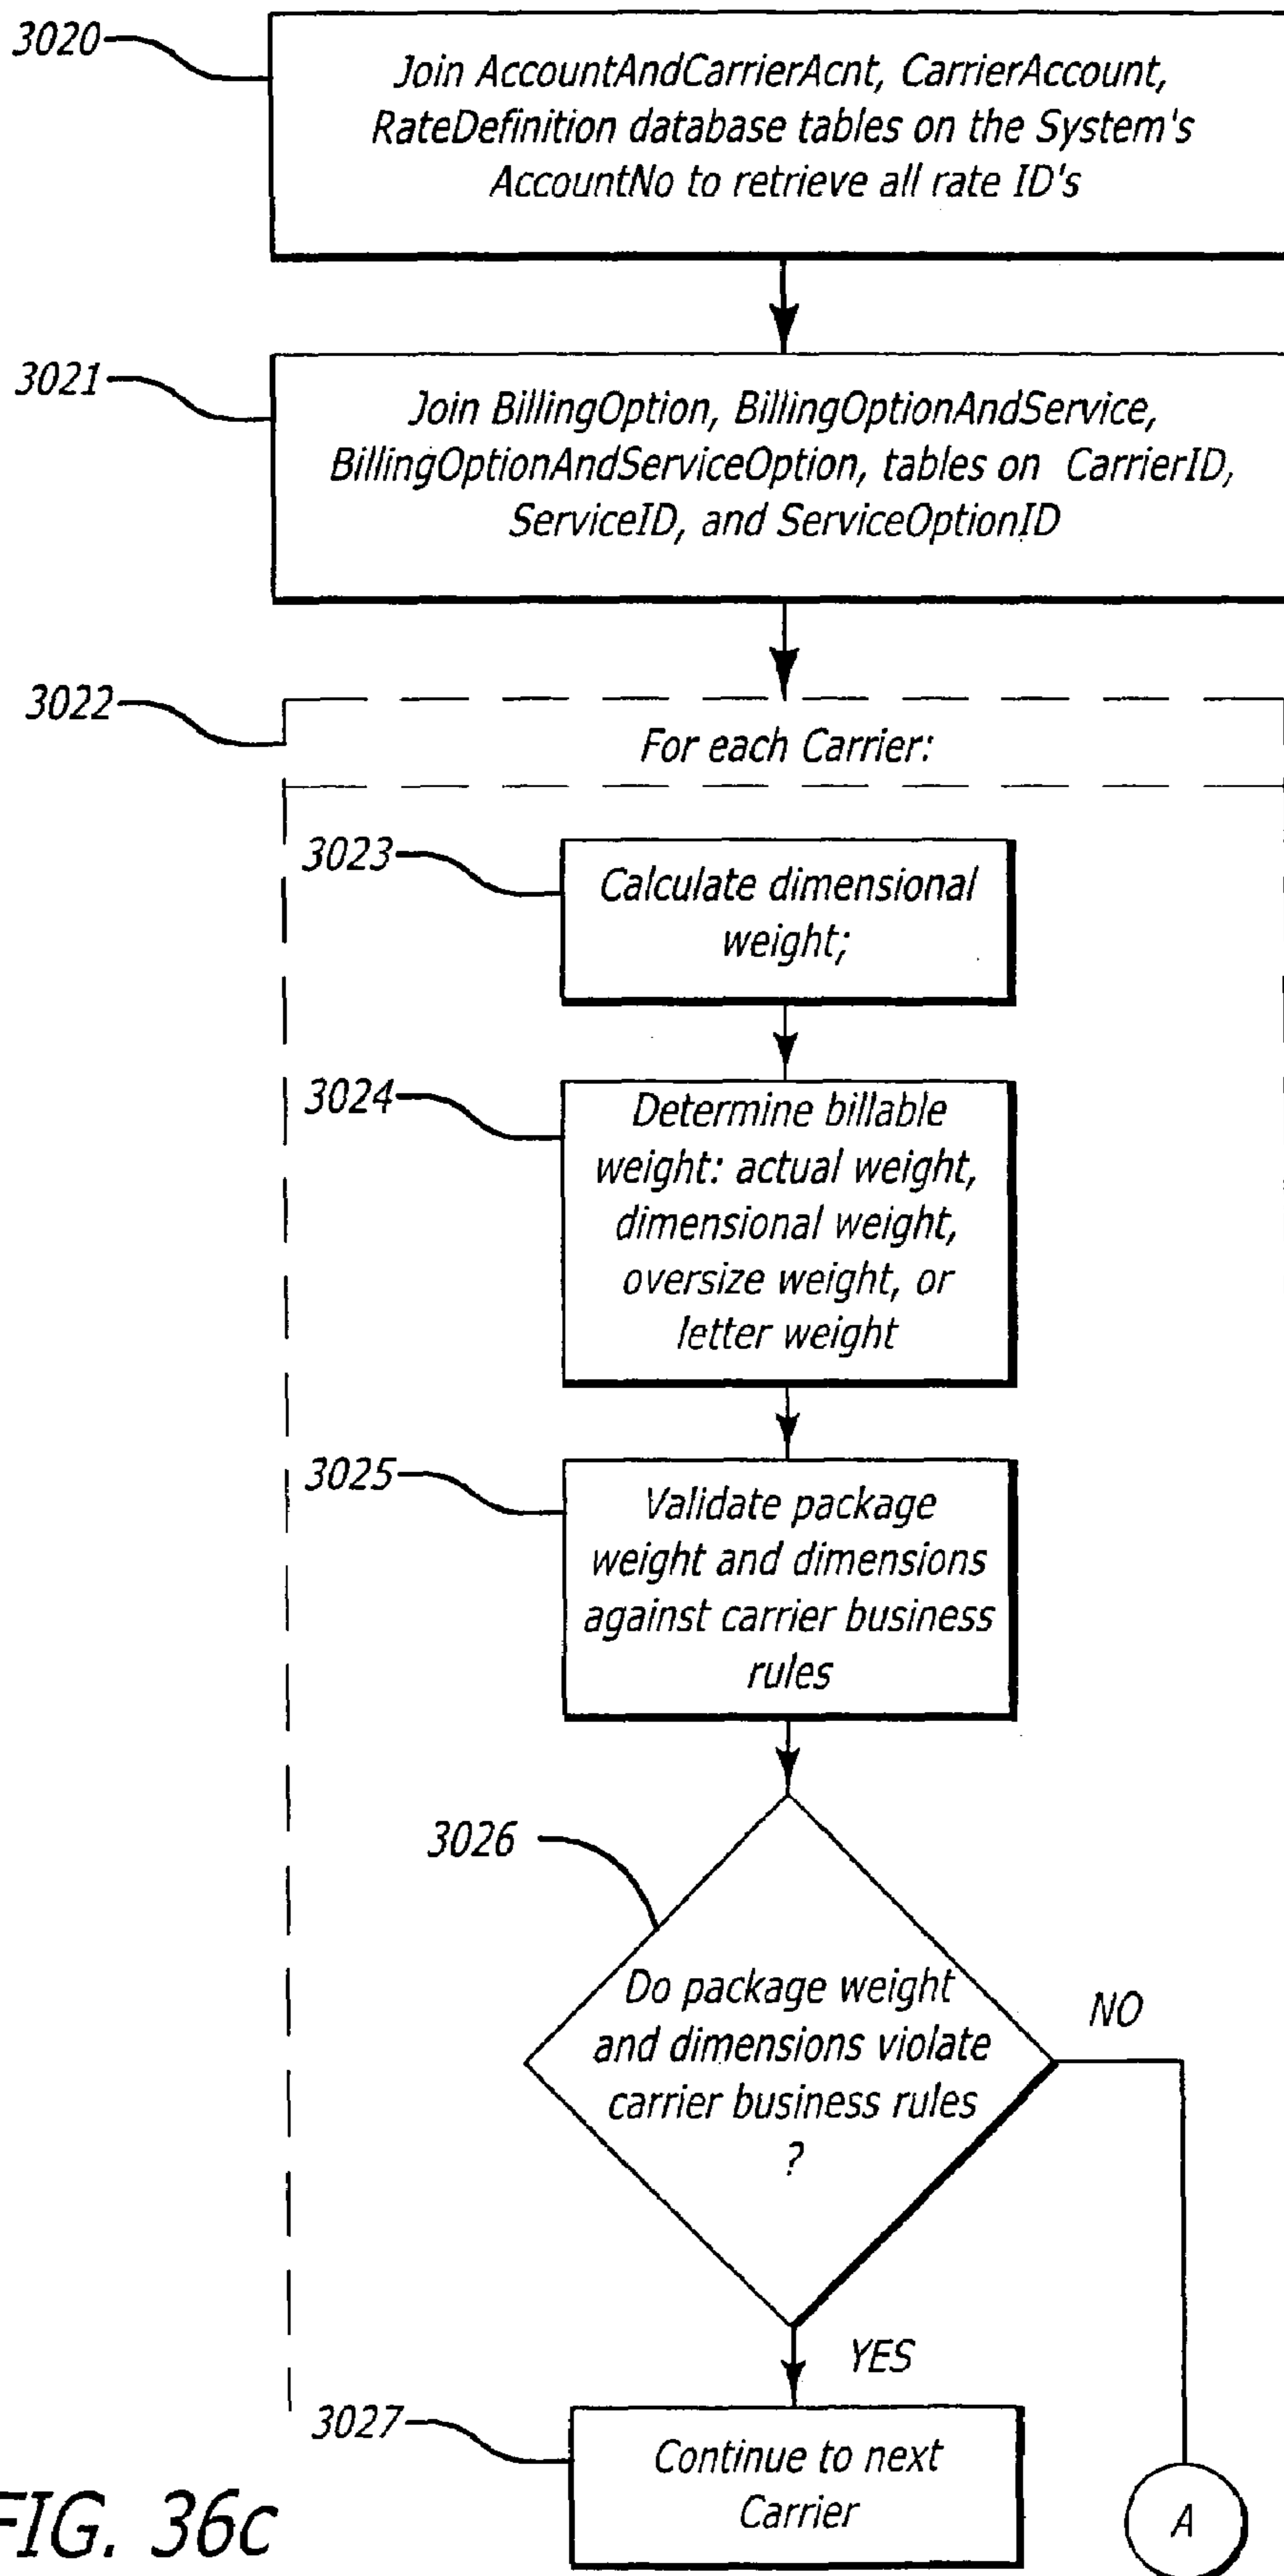 3020
Join AccountAndCarrierAcnt, CarrierAccount,
RateDefinition database tables on the System's
AccountNo to retrieve all rate ID's
3021
Join BillingOption, BillingOptionAndService,
BillingOptionAndServiceOption, tables on CarrierID,
ServiceID, and ServiceOptionID
3022
For each Carrier:
3023
Calculate dimensional
weight;
3024
Determine billable
weight: actual weight,
dimensional weight,
oversize weight, or
letter weight
3025
Validate package
weight and dimensions
against carrier business
rules
3026
Do package weight
and dimensions violate
carrier business rules
?
NO
YES
3027
Continue to next
Carrier
A
FIG. 36c